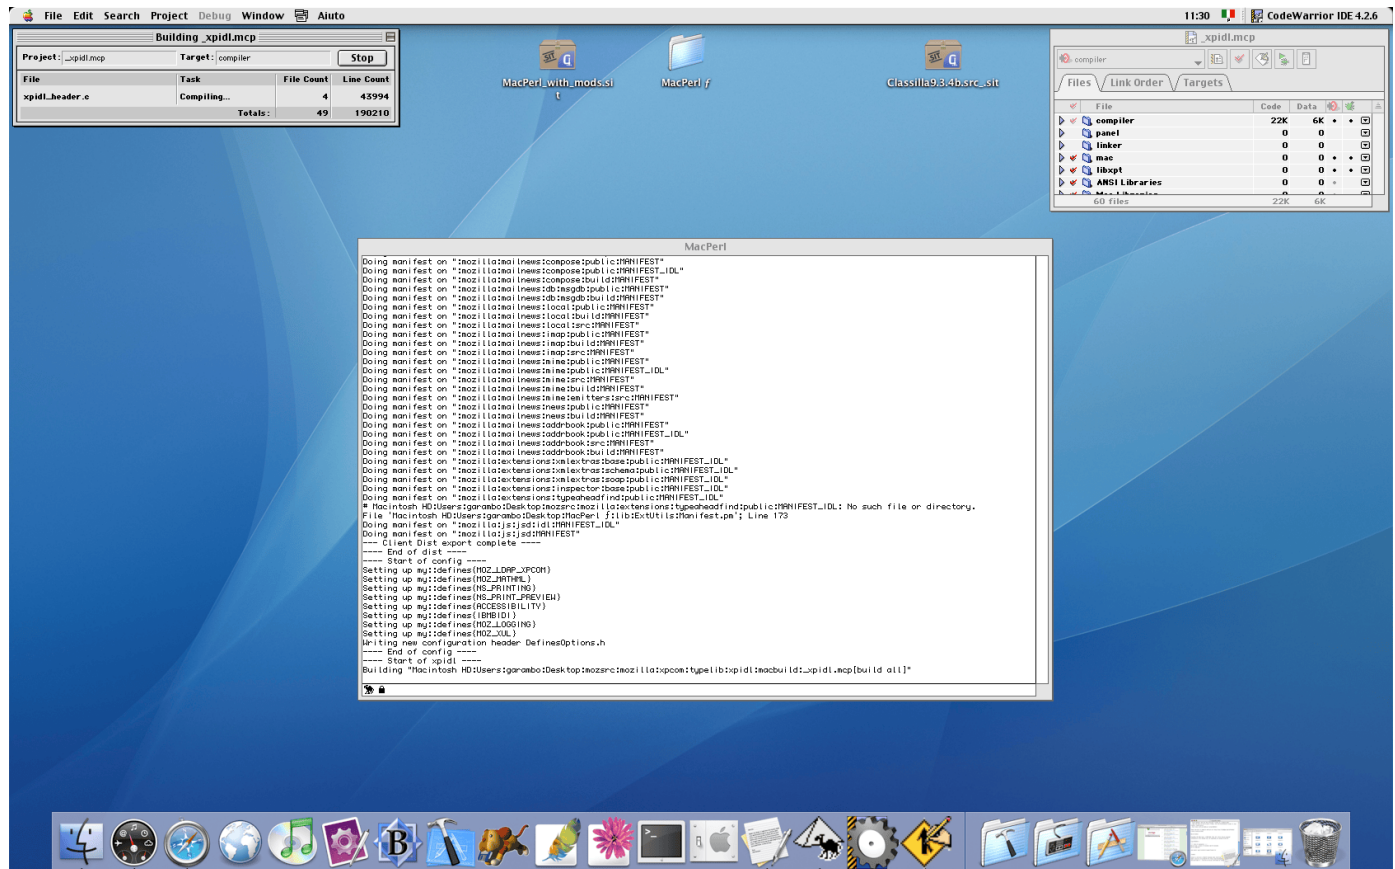 File Edit Search Project Debug Window Aiuto 11:30 CodeWarrior IDE 4.2.6
Building _xpidl.mcp
Project: _xpidl.mcp Target: compiler Stop
File Task File Count Line Count
xpidl_header.c Compiling... 4 43994
Totals: 49 190210
MacPerl_with_mods.si
t
MacPerl ƒ
Classilla9.3.4b.src_.sit
_xpidl.mcp
compiler
Files Link Order Targets
File Code Data
compiler 22K 6K
panel 0 0
linker 0 0
mac 0 0
libxpt 0 0
ANSI Libraries 0 0
Mac Libraries 0 0
60 files 22K 6K
MacPerl
Doing manifest on ":mozilla:mailnews:compose:public:MANIFEST"
Doing manifest on ":mozilla:mailnews:compose:public:MANIFEST_IDL"
Doing manifest on ":mozilla:mailnews:compose:build:MANIFEST"
Doing manifest on ":mozilla:mailnews:db:msgdb:public:MANIFEST"
Doing manifest on ":mozilla:mailnews:db:msgdb:build:MANIFEST"
Doing manifest on ":mozilla:mailnews:local:public:MANIFEST"
Doing manifest on ":mozilla:mailnews:local:build:MANIFEST"
Doing manifest on ":mozilla:mailnews:local:src:MANIFEST"
Doing manifest on ":mozilla:mailnews:imap:public:MANIFEST"
Doing manifest on ":mozilla:mailnews:imap:build:MANIFEST"
Doing manifest on ":mozilla:mailnews:imap:src:MANIFEST"
Doing manifest on ":mozilla:mailnews:mime:public:MANIFEST"
Doing manifest on ":mozilla:mailnews:mime:public:MANIFEST_IDL"
Doing manifest on ":mozilla:mailnews:mime:src:MANIFEST"
Doing manifest on ":mozilla:mailnews:mime:build:MANIFEST"
Doing manifest on ":mozilla:mailnews:mime:emitters:src:MANIFEST"
Doing manifest on ":mozilla:mailnews:news:public:MANIFEST"
Doing manifest on ":mozilla:mailnews:news:build:MANIFEST"
Doing manifest on ":mozilla:mailnews:addrbook:public:MANIFEST"
Doing manifest on ":mozilla:mailnews:addrbook:public:MANIFEST_IDL"
Doing manifest on ":mozilla:mailnews:addrbook:src:MANIFEST"
Doing manifest on ":mozilla:mailnews:addrbook:build:MANIFEST"
Doing manifest on ":mozilla:extensions:xmlextras:base:public:MANIFEST_IDL"
Doing manifest on ":mozilla:extensions:xmlextras:schema:public:MANIFEST_IDL"
Doing manifest on ":mozilla:extensions:xmlextras:soap:public:MANIFEST_IDL"
Doing manifest on ":mozilla:extensions:inspector:base:public:MANIFEST_IDL"
Doing manifest on ":mozilla:extensions:typeaheadfind:public:MANIFEST_IDL"
# Macintosh HD:Users:garambo:Desktop:mozsrc:mozilla:extensions:typeaheadfind:public:MANIFEST_IDL: No such file or directory.
File 'Macintosh HD:Users:garambo:Desktop:MacPerl ƒ:lib:ExtUtils:Manifest.pm'; Line 173
Doing manifest on ":mozilla:js:jsd:idl:MANIFEST_IDL"
Doing manifest on ":mozilla:js:jsd:MANIFEST"
--- Client Dist export complete ----
---- End of dist ----
---- Start of config ----
Setting up my::defines{MOZ_LDAP_XPCOM}
Setting up my::defines{MOZ_MATHML}
Setting up my::defines{NS_PRINTING}
Setting up my::defines{NS_PRINT_PREVIEW}
Setting up my::defines{ACCESSIBILITY}
Setting up my::defines{IBMBIDI}
Setting up my::defines{MOZ_LOGGING}
Setting up my::defines{MOZ_XUL}
Writing new configuration header DefinesOptions.h
---- End of config ----
---- Start of xpidl ----
Building "Macintosh HD:Users:garambo:Desktop:mozsrc:mozilla:xpcom:typelib:xpidl:macbuild:_xpidl.mcp[build all]"